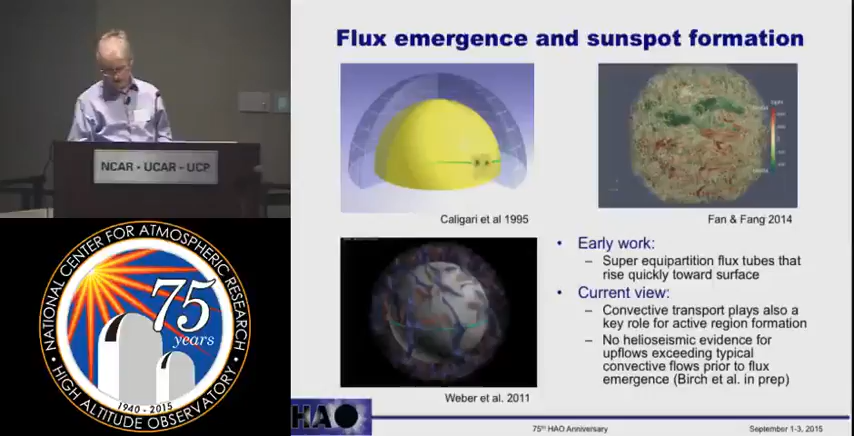 Flux emergence and sunspot formation
Caligari et al 1995
Fan & Fang 2014
Weber et al. 2011
• Early work:
– Super equipartition flux tubes that
rise quickly toward surface
• Current view:
– Convective transport plays also a
key role for active region formation
– No helioseismic evidence for
upflows exceeding typical
convective flows prior to flux
emergence (Birch et al. in prep)
NCAR - UCAR - UCP
NATIONAL CENTER FOR ATMOSPHERIC RESEARCH
75
years
1940 - 2015
• HIGH ALTITUDE OBSERVATORY •
HAO
75th HAO Anniversary
September 1-3, 2015